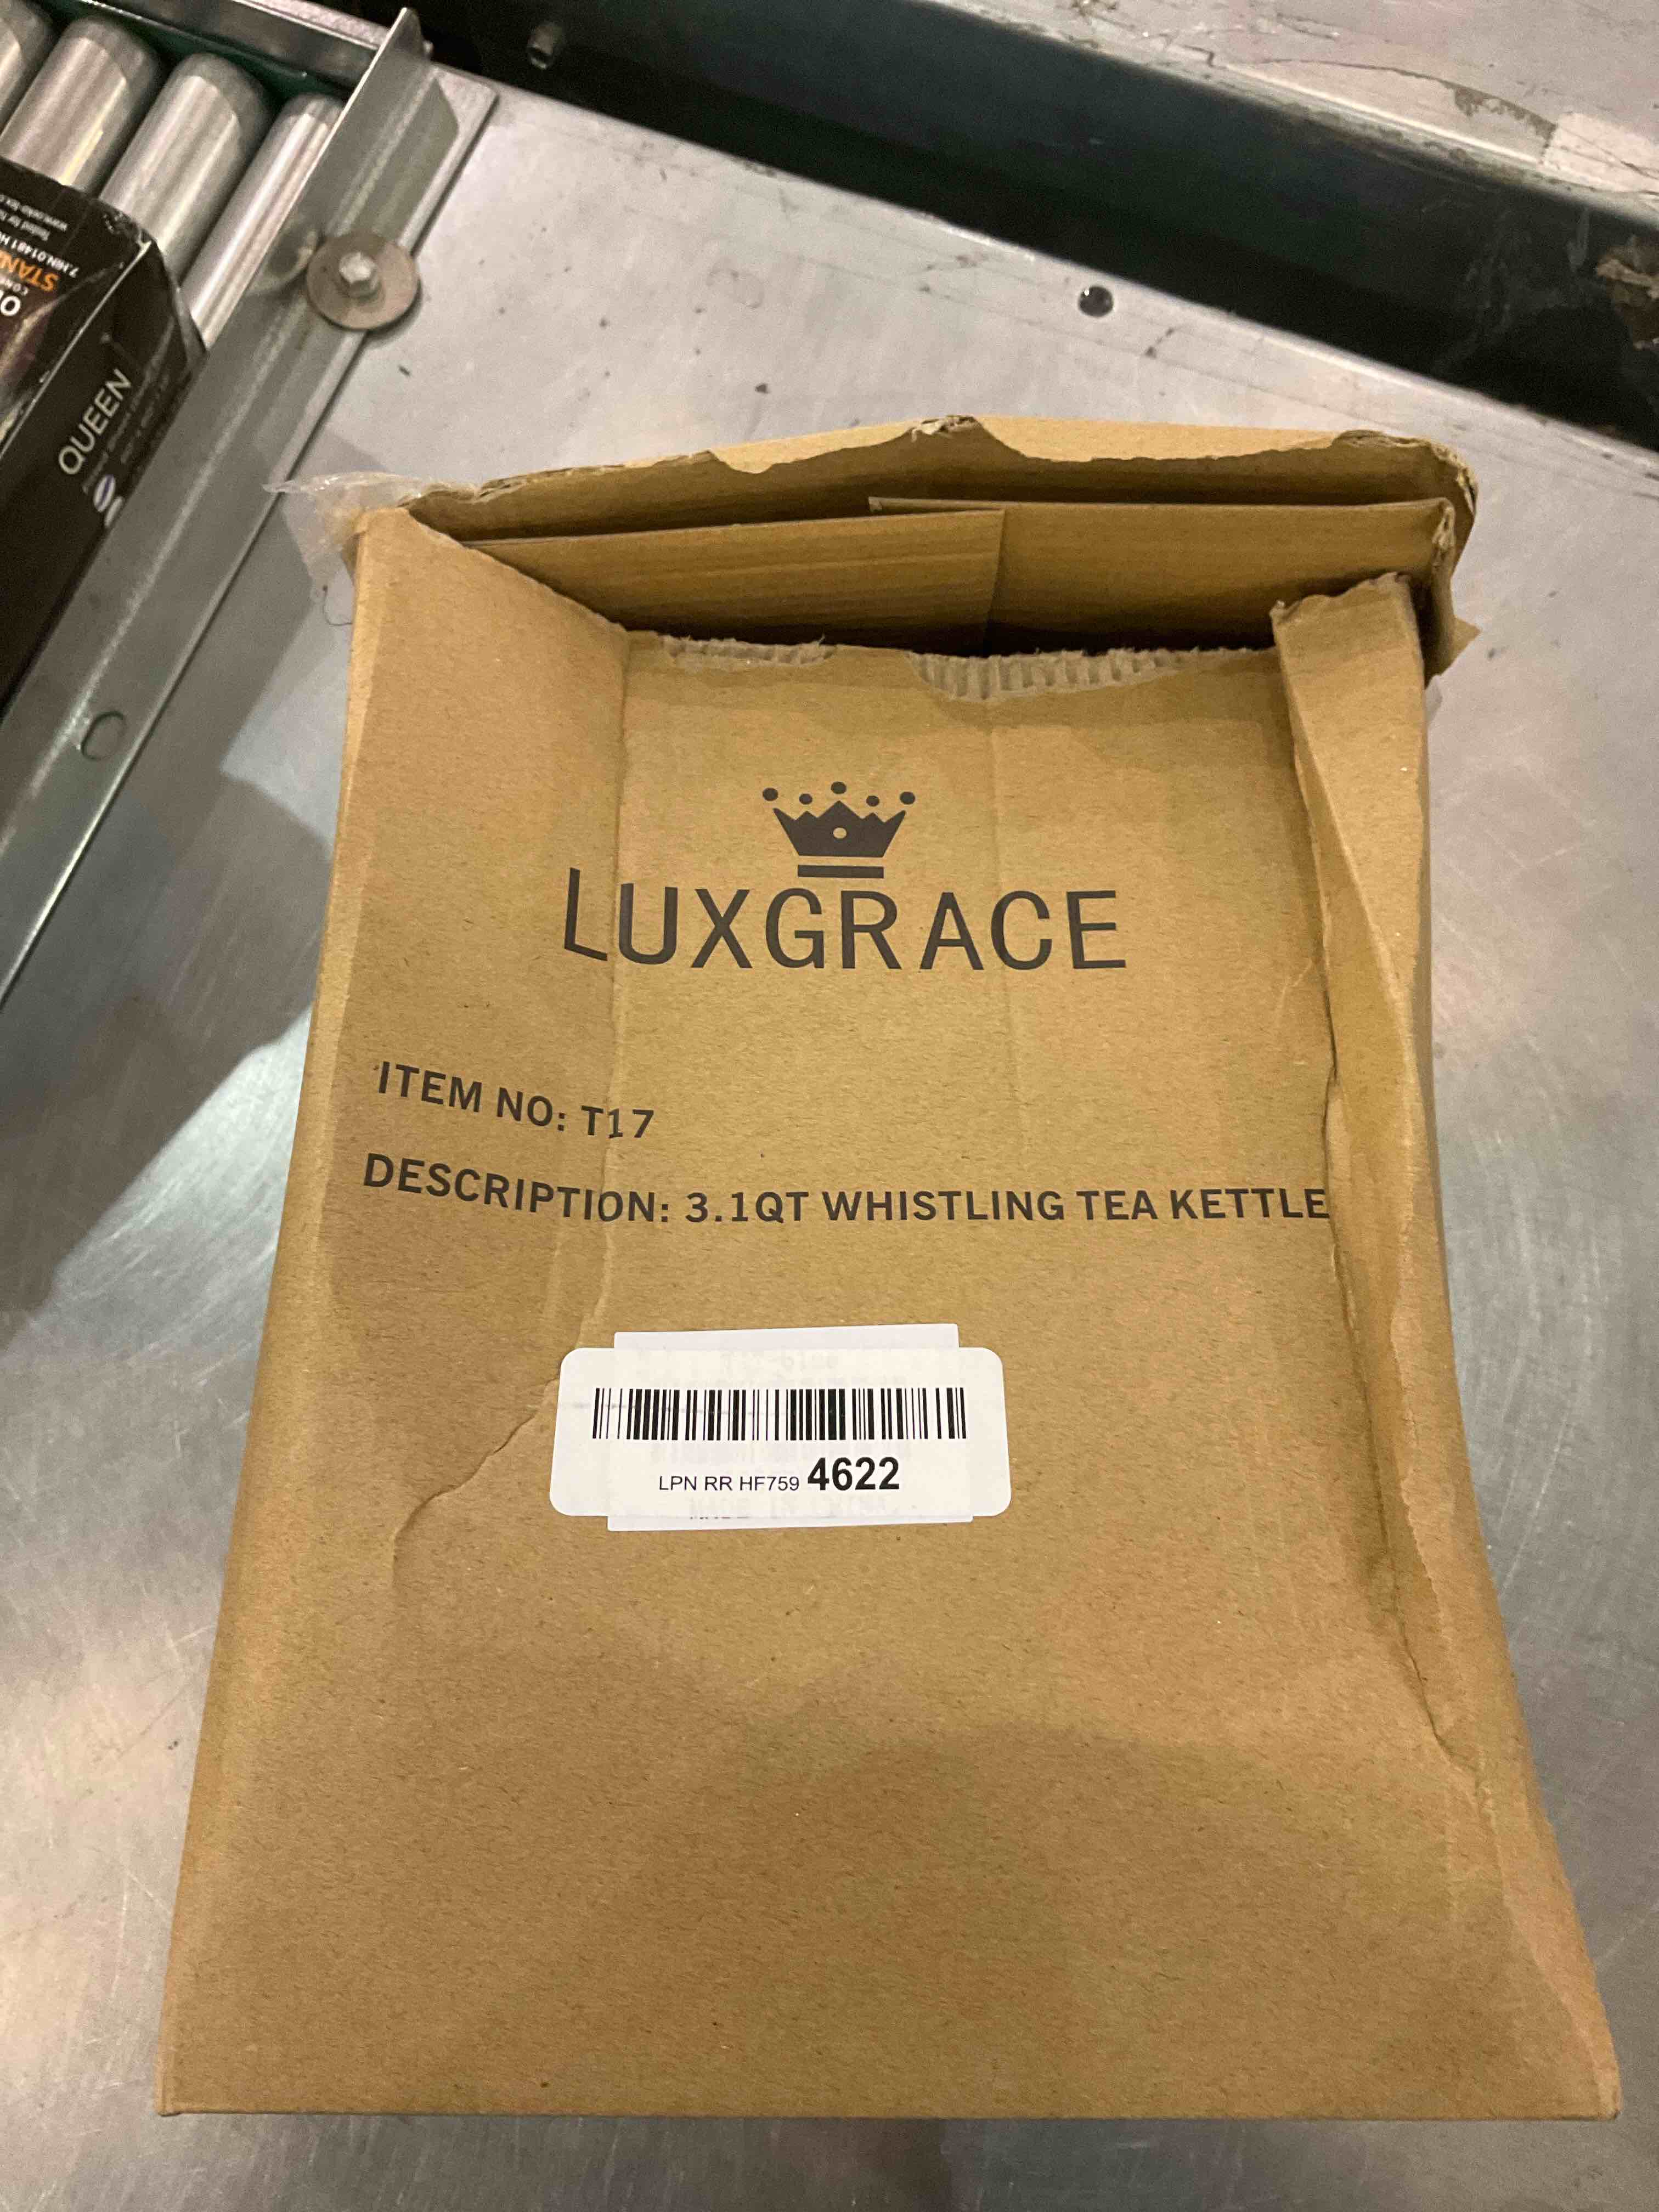 LUXGRACE
ITEM NO: T17
DESCRIPTION: 3.1QT WHISTLING TEA KETTLE
LPN RR HF759 4622
QUEEN